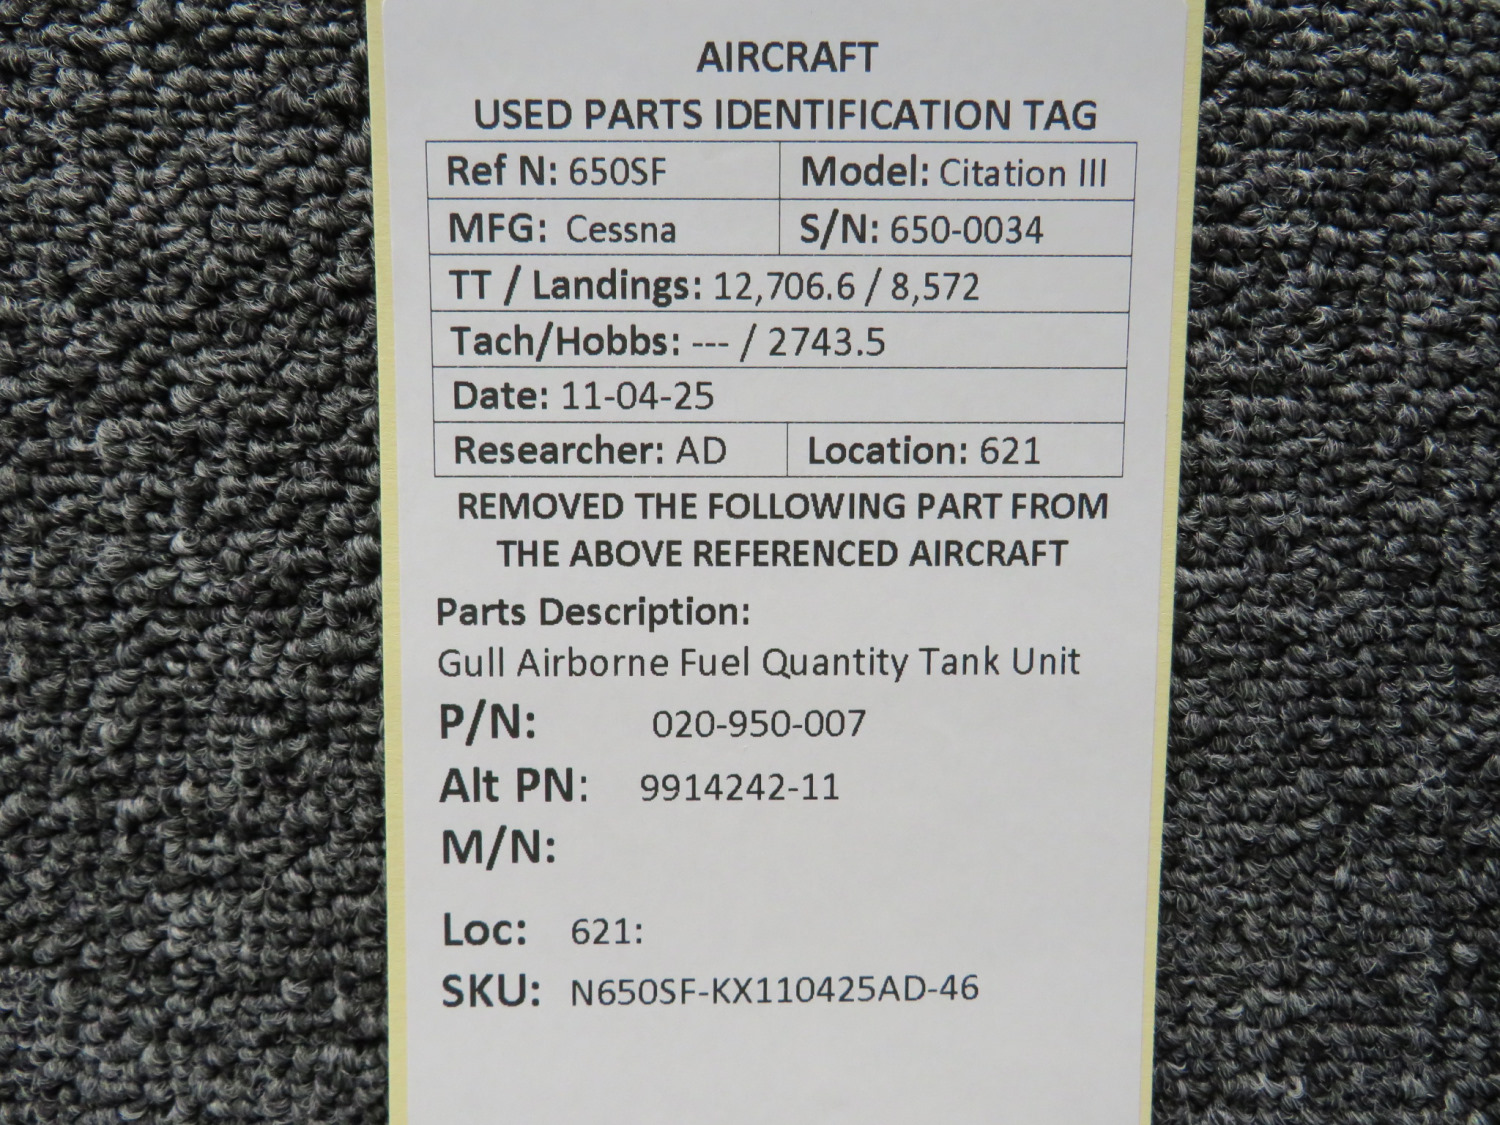 AIRCRAFT
USED PARTS IDENTIFICATION TAG
Ref N: 650SF Model: Citation III
MFG: Cessna S/N: 650-0034
TT / Landings: 12,706.6 / 8,572
Tach/Hobbs: --- / 2743.5
Date: 11-04-25
Researcher: AD Location: 621
REMOVED THE FOLLOWING PART FROM
THE ABOVE REFERENCED AIRCRAFT
Parts Description:
Gull Airborne Fuel Quantity Tank Unit
P/N: 020-950-007
Alt PN: 9914242-11
M/N:
Loc: 621:
SKU: N650SF-KX110425AD-46